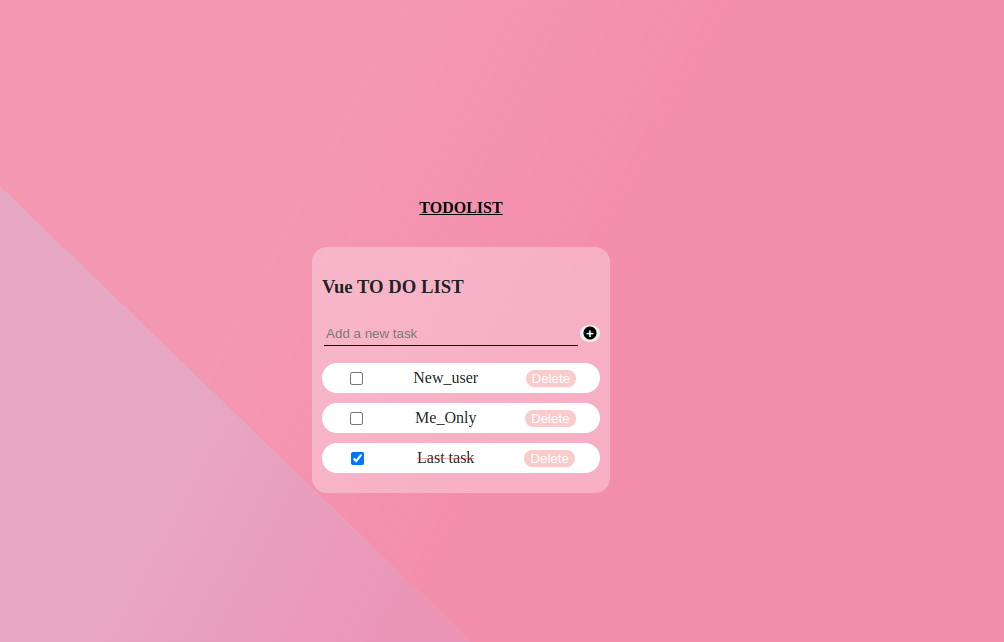 TODOLIST
Vue TO DO LIST
Add a new task
New_user Delete
Me_Only Delete
Last task Delete